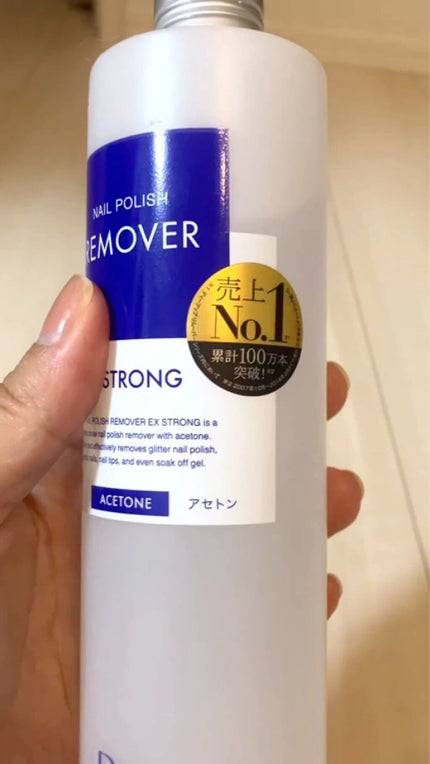 NAIL POLISH
REMOVER
STRONG
POLISH REMOVER EX STRONG is a
nail polish remover with acetone.
and effectively removes glitter nail polish,
nails, nail tips, and even soak off gel.
ACETONE
アセトン
売上
No.1
累計100万本
突破!